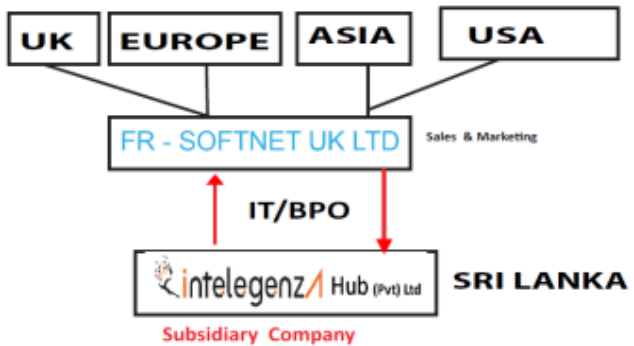 UK EUROPE ASIA USA
FR - SOFTNET UK LTD
Sales & Marketing
IT/BPO
intelegenzA Hub (Pvt) Ltd
SRI LANKA
Subsidiary Company